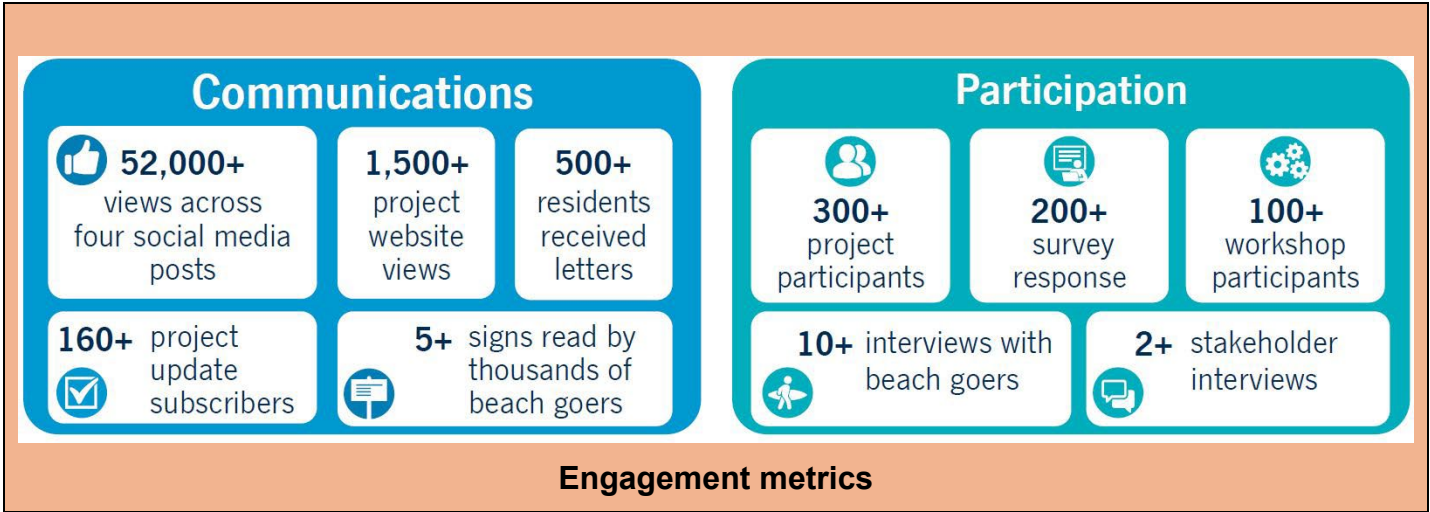 Communications
52,000+
views across
four social media
posts
1,500+
project
website
views
500+
residents
received
letters
160+ project
update
subscribers
5+ signs read by
thousands of
beach goers
Participation
300+
project
participants
200+
survey
response
100+
workshop
participants
10+ interviews with
beach goers
2+ stakeholder
interviews
Engagement metrics